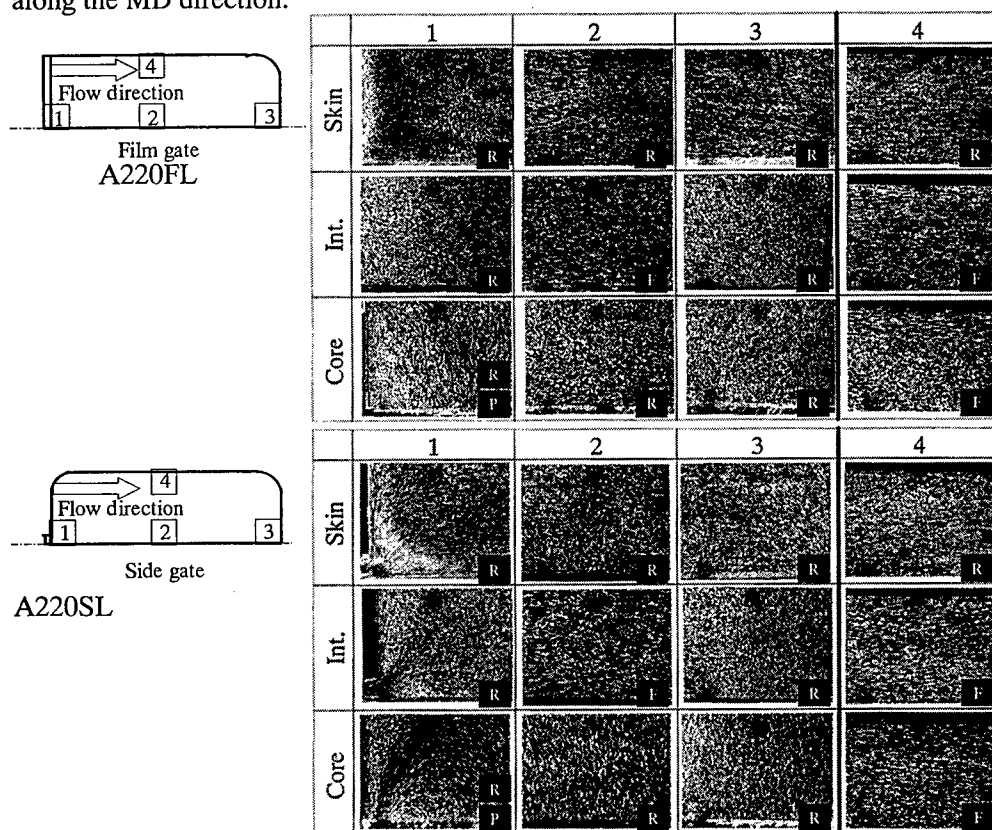 along the MD direction.
4
Flow direction
1 2 3
Film gate
A220FL
1 2 3 4
Skin
R R R R
Int.
R F R F
Core
R
P R R F
4
Flow direction
1 2 3
Side gate
A220SL
1 2 3 4
Skin
R R R R
Int.
R F R F
Core
R
P R R F